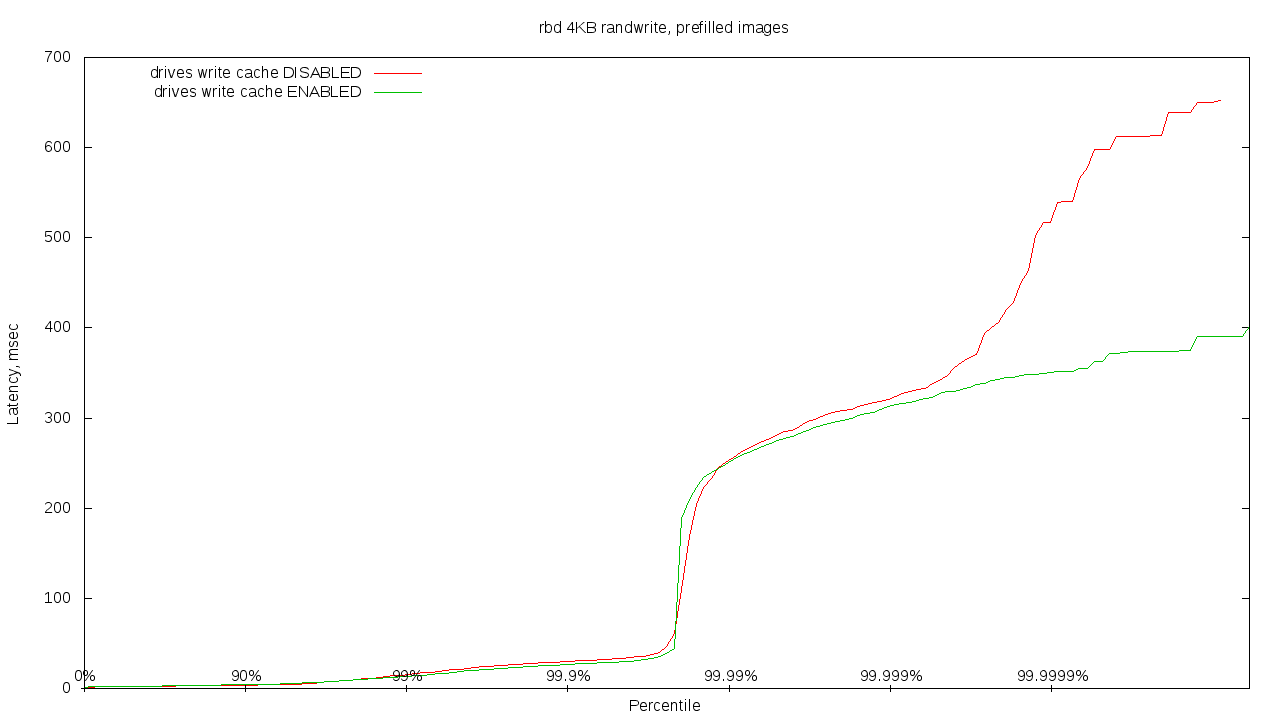 rbd 4KB randwrite, prefilled images
700
drives write cache DISABLED
drives write cache ENABLED
600
500
400
Latency, msec
300
200
100
0% 90% 99% 99.9% 99.99% 99.999% 99.9999%
0
Percentile